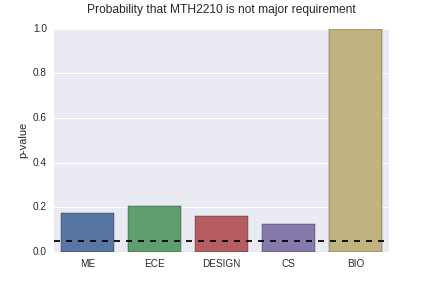 Probability that MTH2210 is not major requirement
1.0
0.8
0.6
0.4
0.2
0.0
p-value
ME ECE DESIGN CS BIO